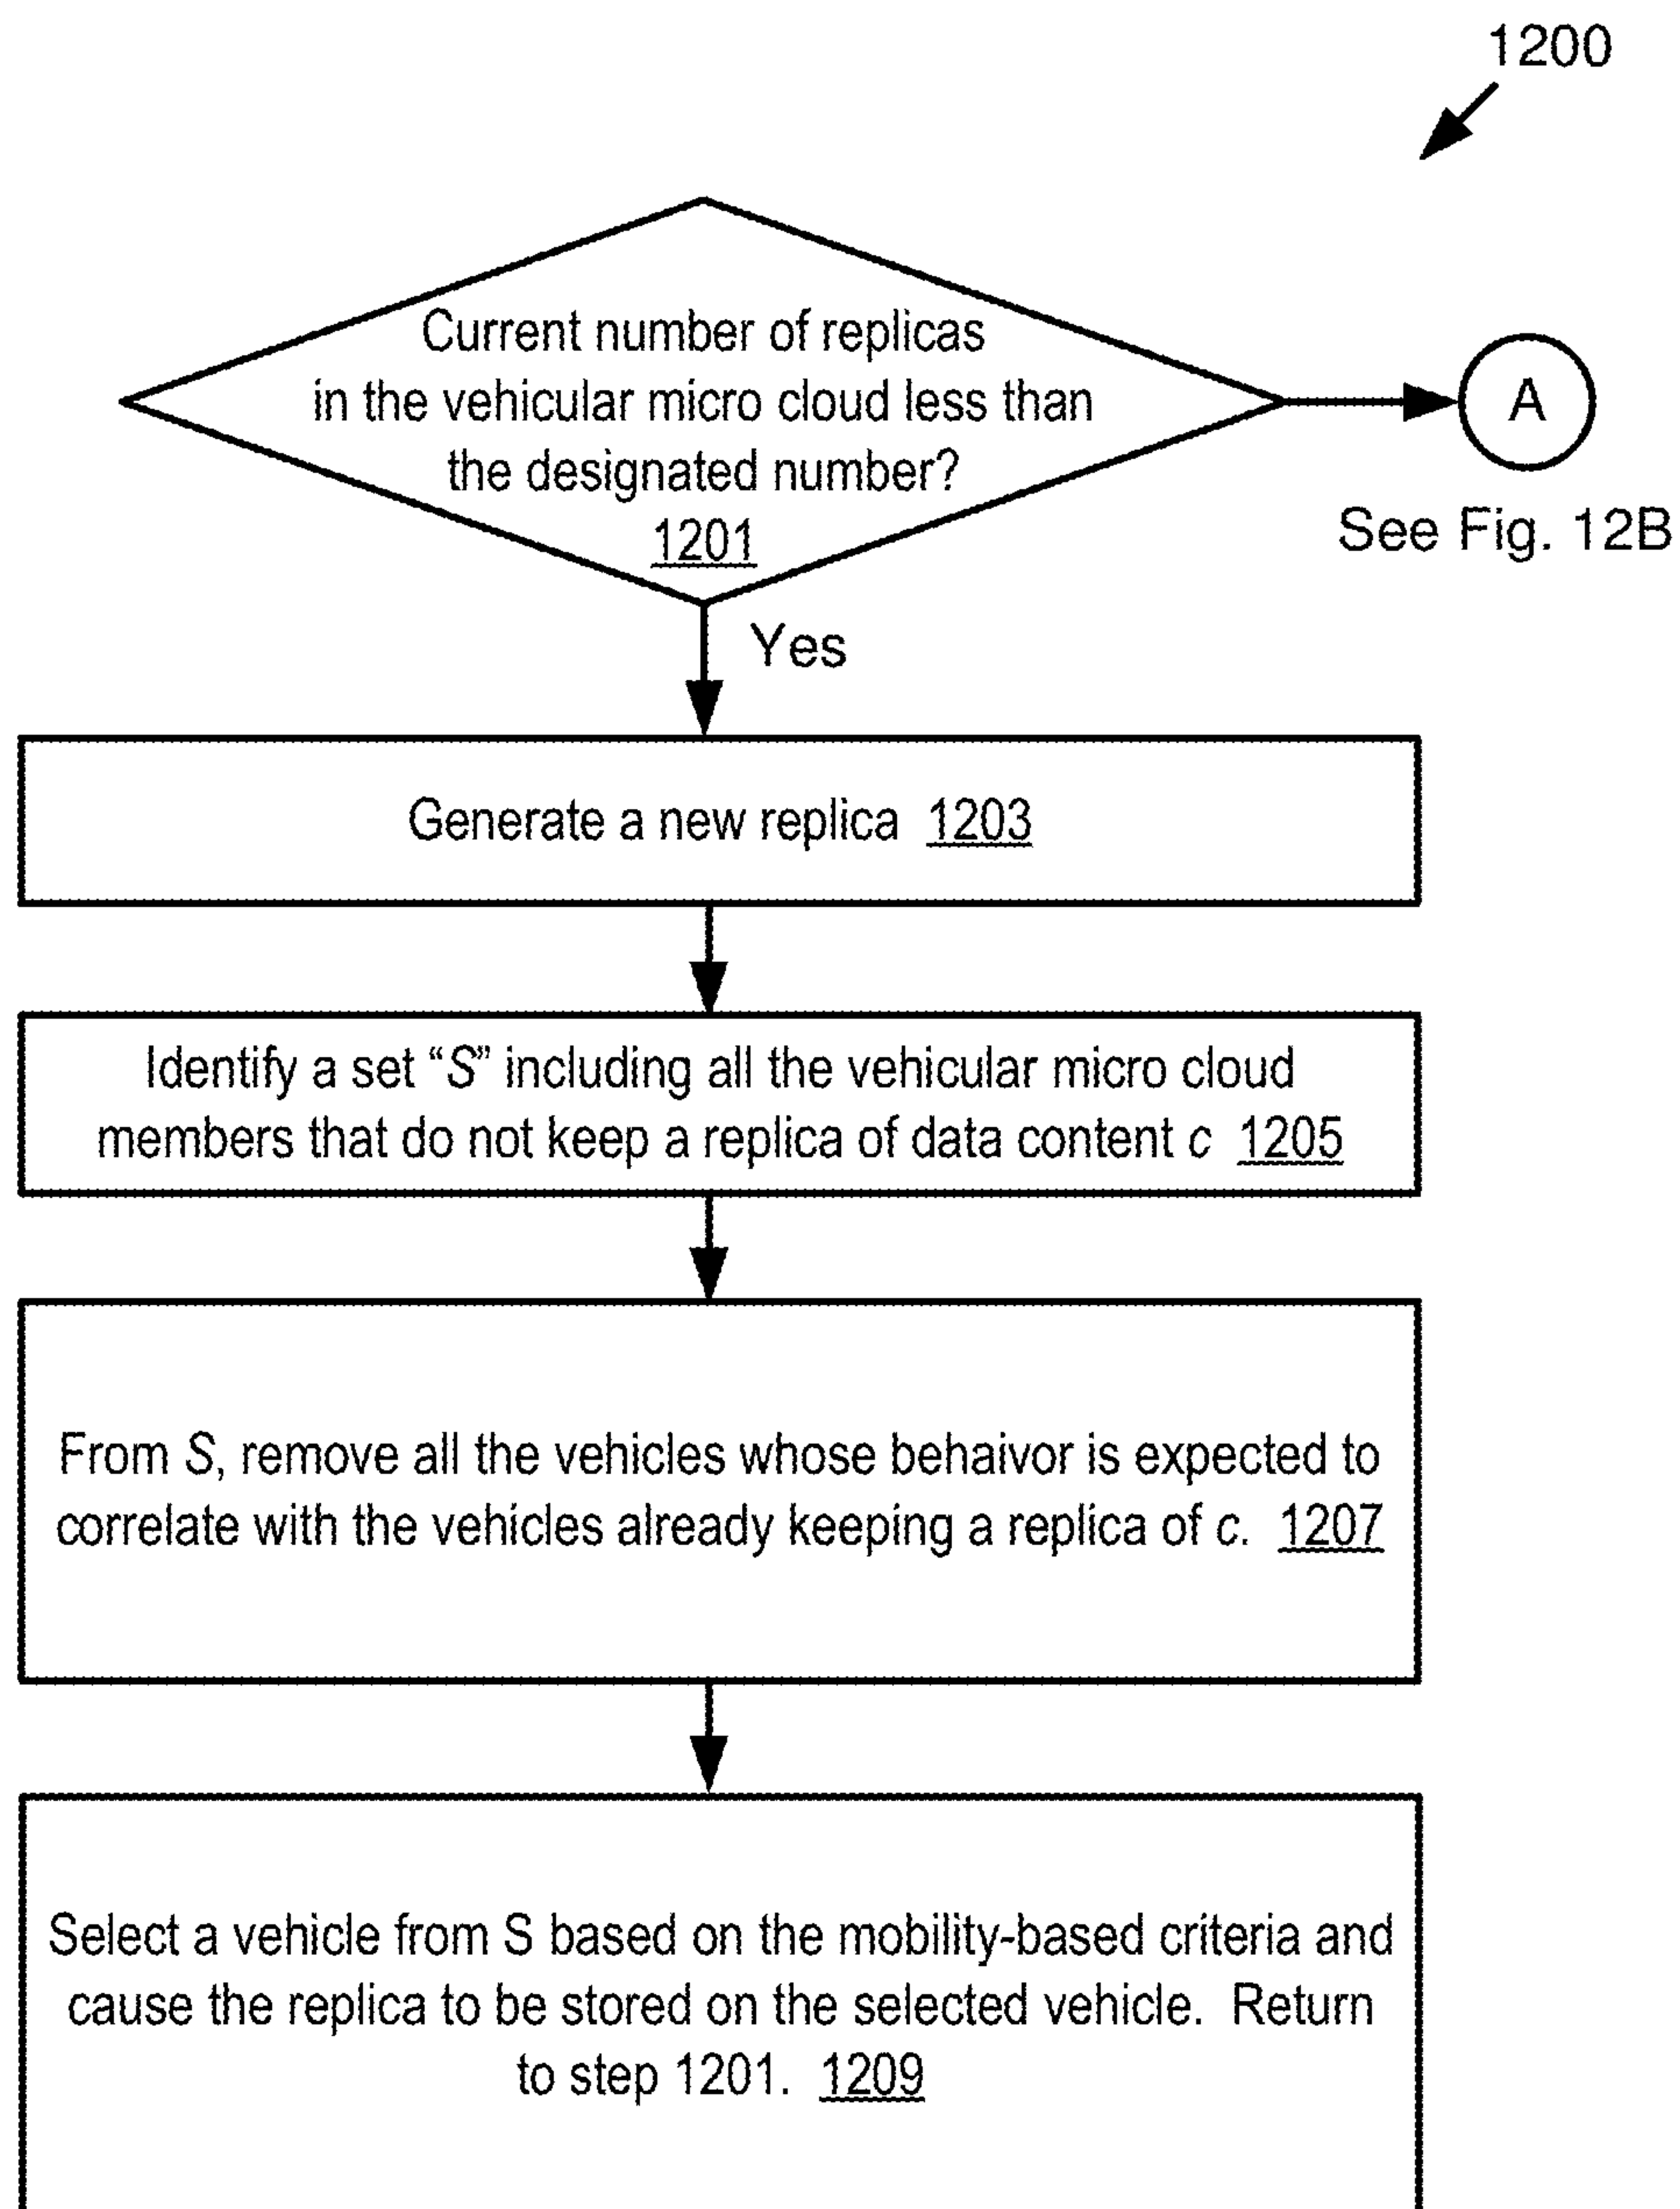 1200
Current number of replicas
in the vehicular micro cloud less than
the designated number?
1201
A
See Fig. 12B
Yes
Generate a new replica 1203
Identify a set “S” including all the vehicular micro cloud
members that do not keep a replica of data content c 1205
From S, remove all the vehicles whose behaivor is expected to
correlate with the vehicles already keeping a replica of c. 1207
Select a vehicle from S based on the mobility-based criteria and
cause the replica to be stored on the selected vehicle. Return
to step 1201. 1209